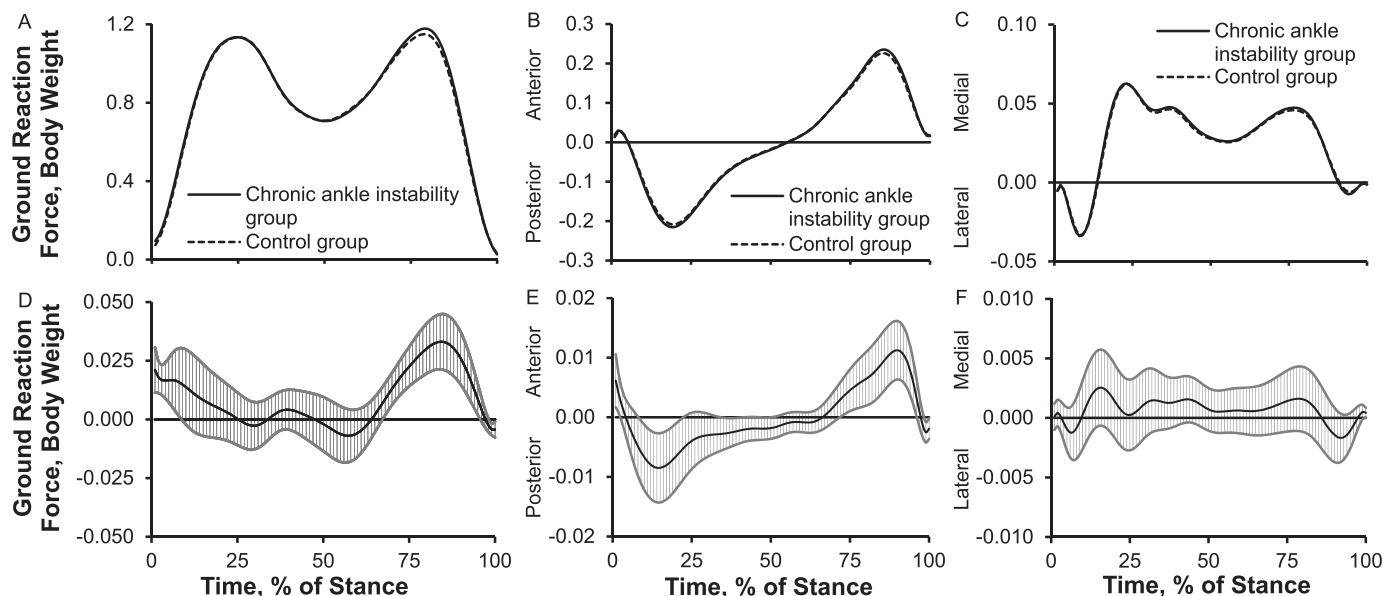 A
Ground Reaction
Force, Body Weight
1.2
0.8
0.4
0.0
Chronic ankle instability
group
Control group
B
Anterior
Posterior
0.3
0.2
0.1
0.0
-0.1
-0.2
-0.3
Chronic ankle
instability group
Control group
C
Medial
Lateral
0.10
0.05
0.00
-0.05
Chronic ankle
instability group
Control group
D
Ground Reaction
Force, Body Weight
0.050
0.025
0.000
-0.025
-0.050
0 25 50 75 100
Time, % of Stance
E
Anterior
Posterior
0.02
0.01
0.00
-0.01
-0.02
0 25 50 75 100
Time, % of Stance
F
Medial
Lateral
0.010
0.005
0.000
-0.005
-0.010
0 25 50 75 100
Time, % of Stance